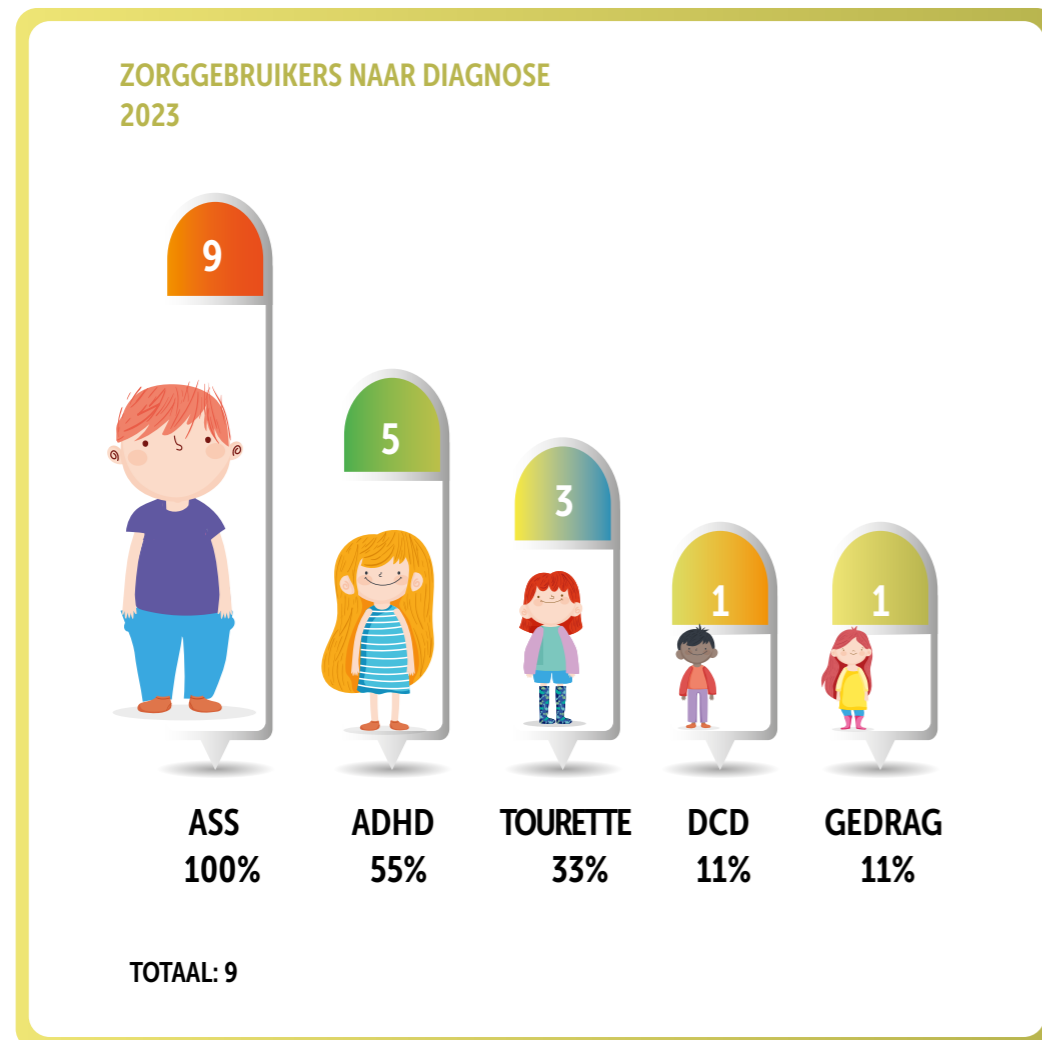 ZORGGEBRUIKERS NAAR DIAGNOSE
2023
9
5
3
1
1
ASS
ADHD
TOURETTE
DCD
GEDRAG
100%
55%
33%
11%
11%
TOTAAL: 9